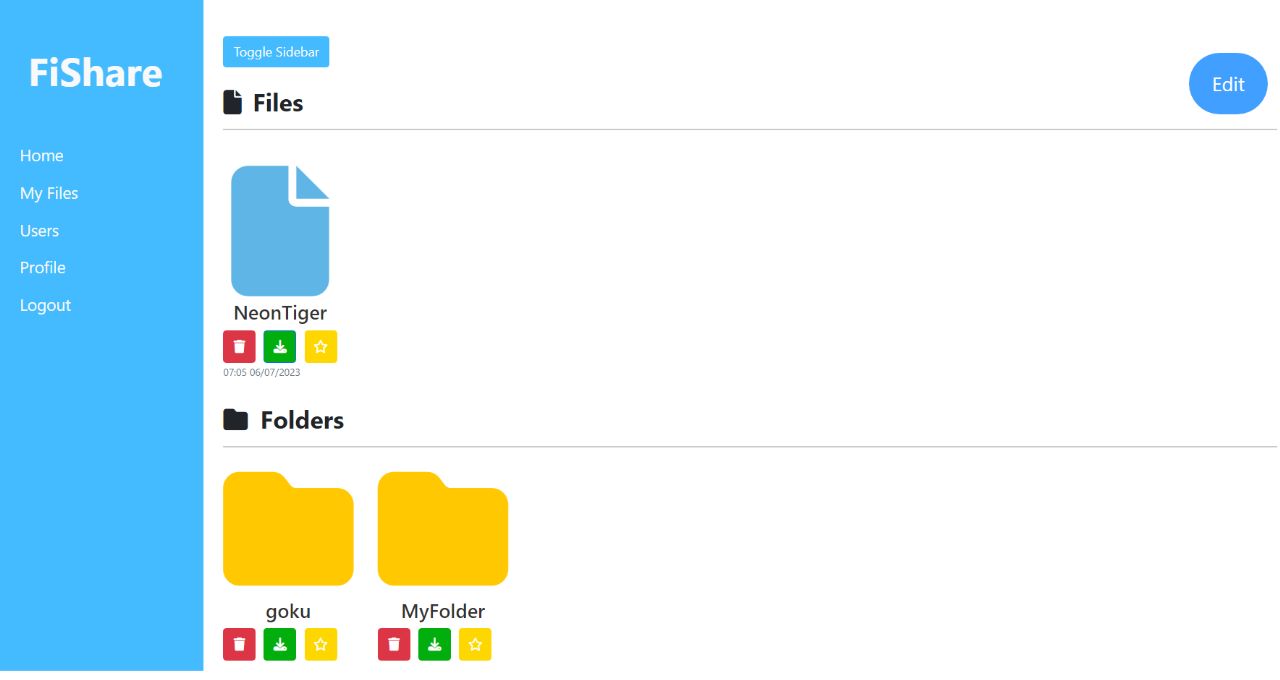 FiShare
Home
My Files
Users
Profile
Logout
Toggle Sidebar
Edit
Files
NeonTiger
07:05 06/07/2023
Folders
goku
MyFolder